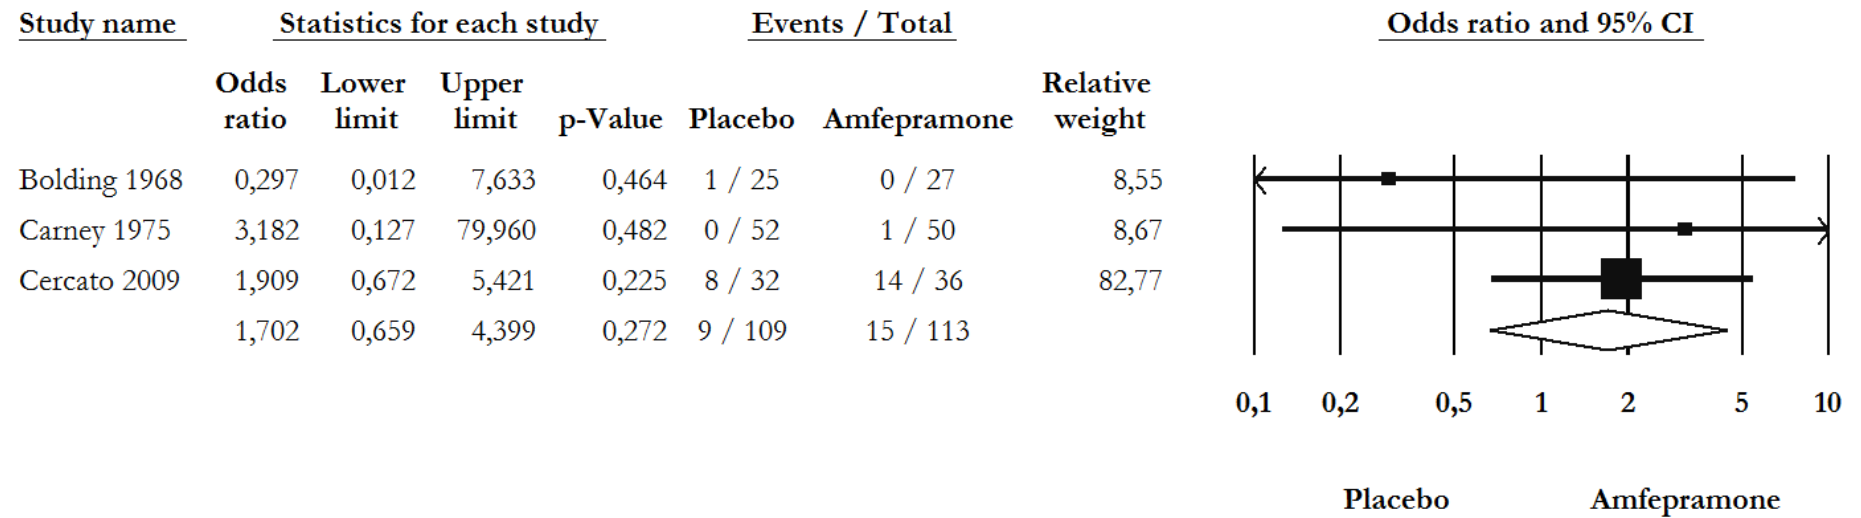 Study name Statistics for each study Events / Total Odds ratio and 95% CI
Odds Lower Upper Relative
ratio limit limit p-Value Placebo Amfepramone weight
Bolding 1968 0,297 0,012 7,633 0,464 1 / 25 0 / 27 8,55
Carney 1975 3,182 0,127 79,960 0,482 0 / 52 1 / 50 8,67
Cercato 2009 1,909 0,672 5,421 0,225 8 / 32 14 / 36 82,77
1,702 0,659 4,399 0,272 9 / 109 15 / 113
0,1 0,2 0,5 1 2 5 10
Placebo Amfepramone